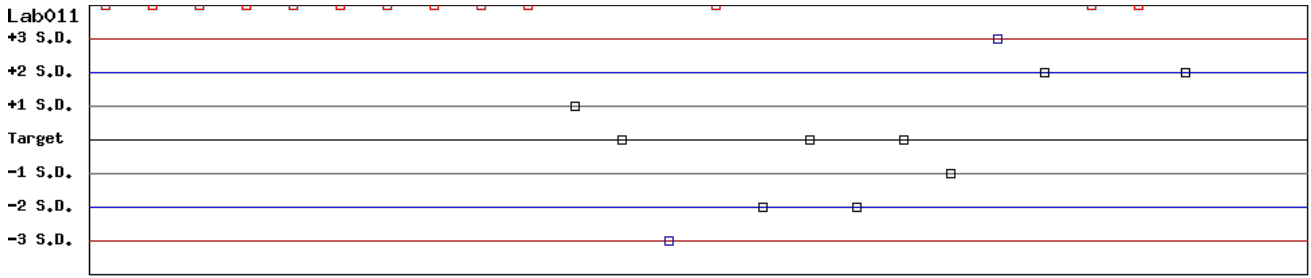 Lab011
+3 S.D.
+2 S.D.
+1 S.D.
Target
-1 S.D.
-2 S.D.
-3 S.D.